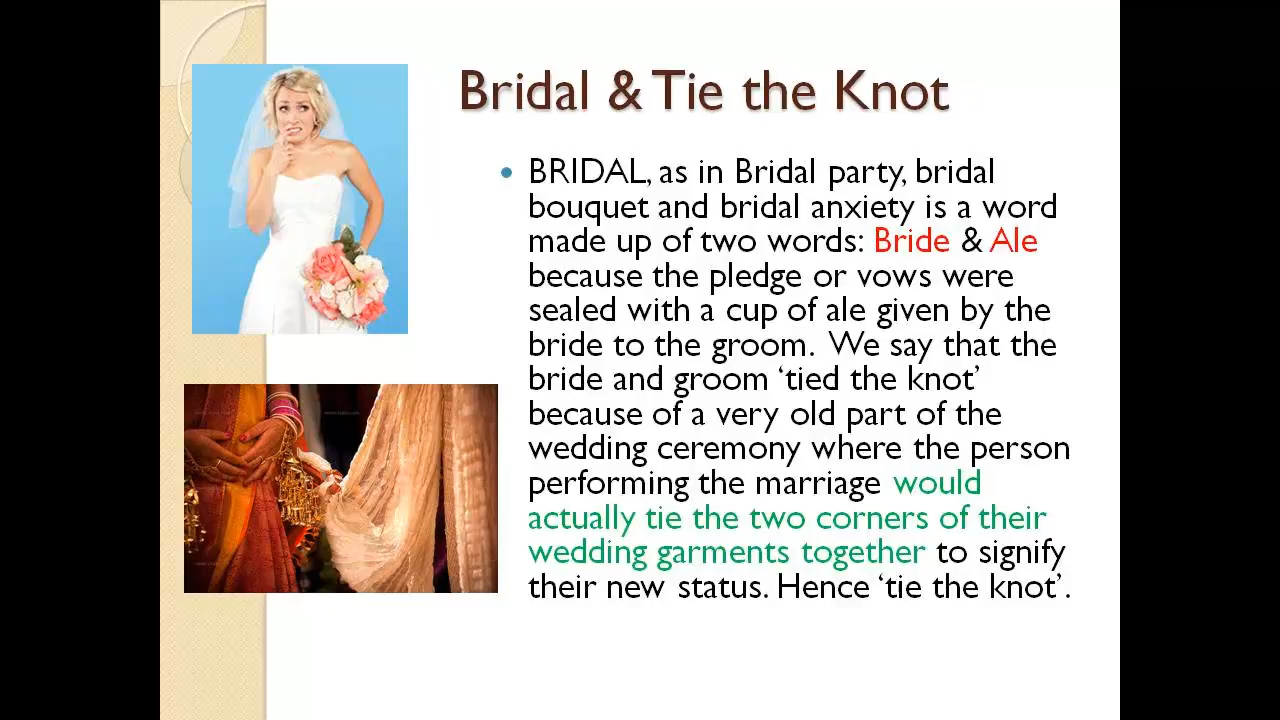 Bridal & Tie the Knot
• BRIDAL, as in Bridal party, bridal
bouquet and bridal anxiety is a word
made up of two words: Bride & Ale
because the pledge or vows were
sealed with a cup of ale given by the
bride to the groom. We say that the
bride and groom ‘tied the knot’
because of a very old part of the
wedding ceremony where the person
performing the marriage would
actually tie the two corners of their
wedding garments together to signify
their new status. Hence ‘tie the knot’.